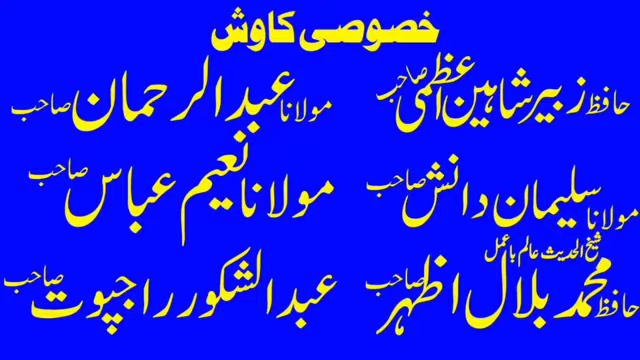 خصوصی کاوش
حافظ زبیر شاہین اعظمی صاحب
مولانا عبدالرحمان صاحب
مولانا سلیمان دانش صاحب
مولانا نعیم عباس صاحب
شیخ الحدیث عالم باعمل
حافظ محمد بلال اظہر صاحب
عبدالشکور راجپوت صاحب